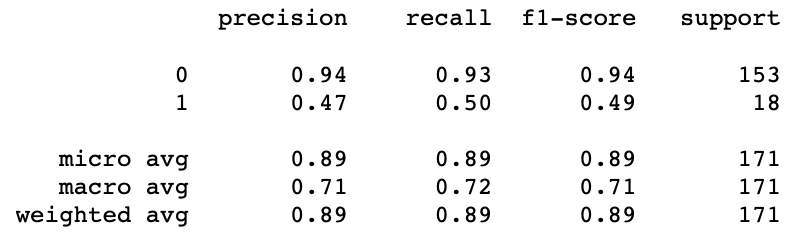 precision recall f1-score support
0 0.94 0.93 0.94 153
1 0.47 0.50 0.49 18
micro avg 0.89 0.89 0.89 171
macro avg 0.71 0.72 0.71 171
weighted avg 0.89 0.89 0.89 171